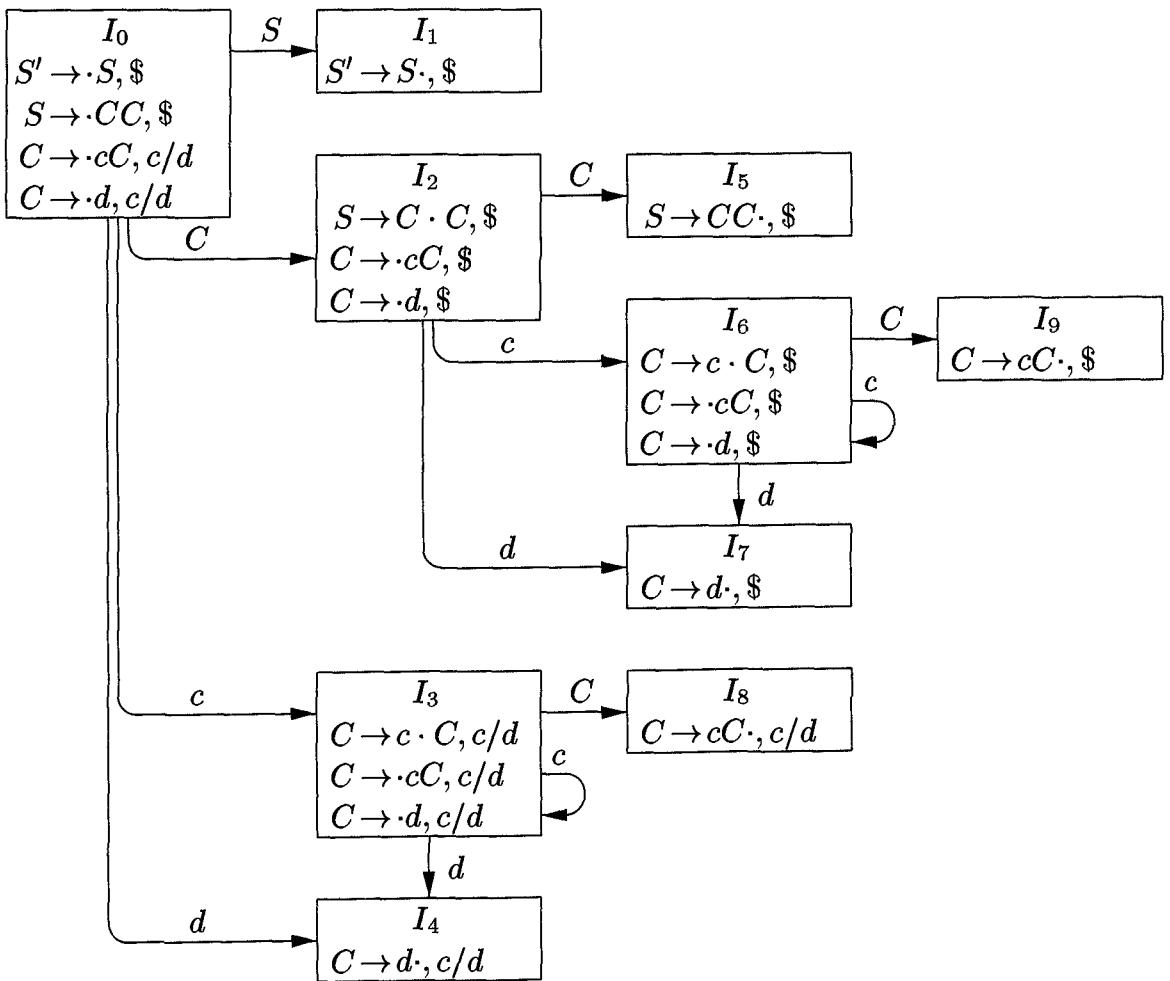 I₀
S′ → ·S, $
S → ·CC, $
C → ·cC, c/d
C → ·d, c/d
S
I₁
S′ → S·, $
C
I₂
S → C · C, $
C → ·cC, $
C → ·d, $
C
I₅
S → CC·, $
c
I₆
C → c · C, $
C → ·cC, $
C → ·d, $
C
I₉
C → cC·, $
c
d
d
I₇
C → d·, $
c
I₃
C → c · C, c/d
C → ·cC, c/d
C → ·d, c/d
C
I₈
C → cC·, c/d
c
d
d
I₄
C → d·, c/d